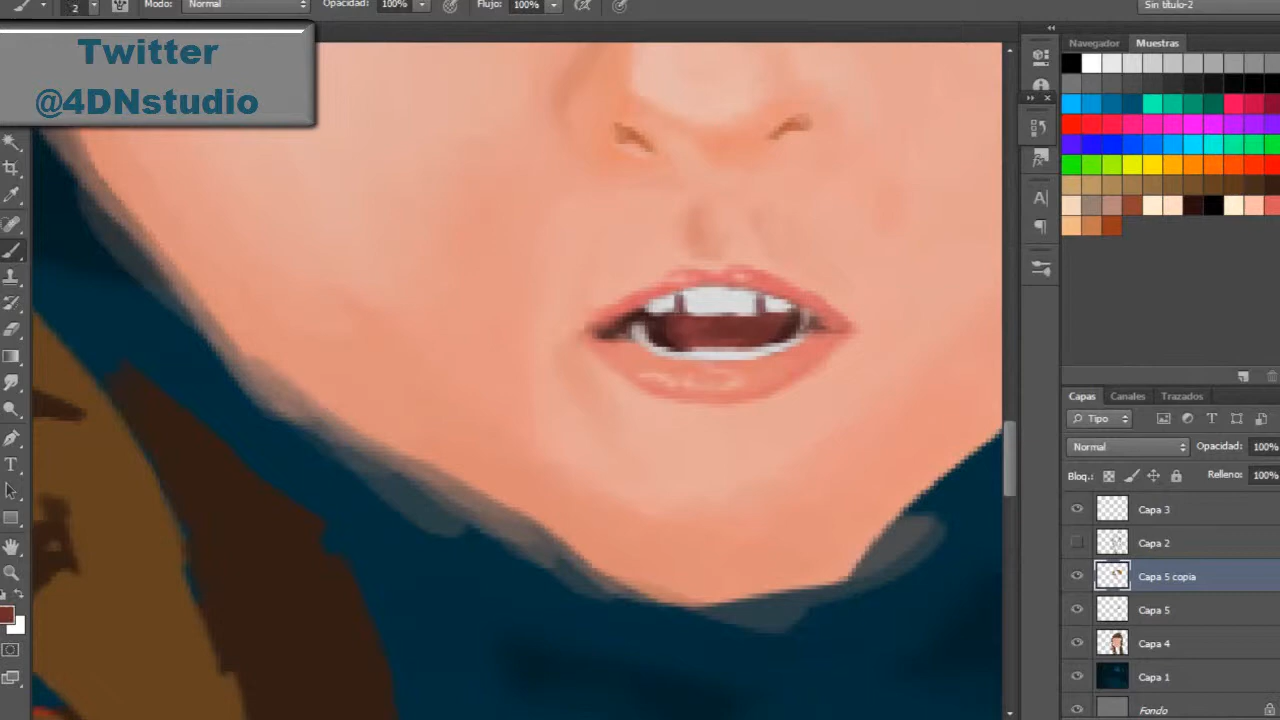 2 Modo: Normal Opacidad: 100% Flujo: 100% Sin título-2
Twitter
@4DNstudio
Navegador Muestras
Capas Canales Trazados
Tipo
Normal Opacidad: 100%
Bloq.: Relleno: 100%
Capa 3
Capa 2
Capa 5 copia
Capa 5
Capa 4
Capa 1
Fondo